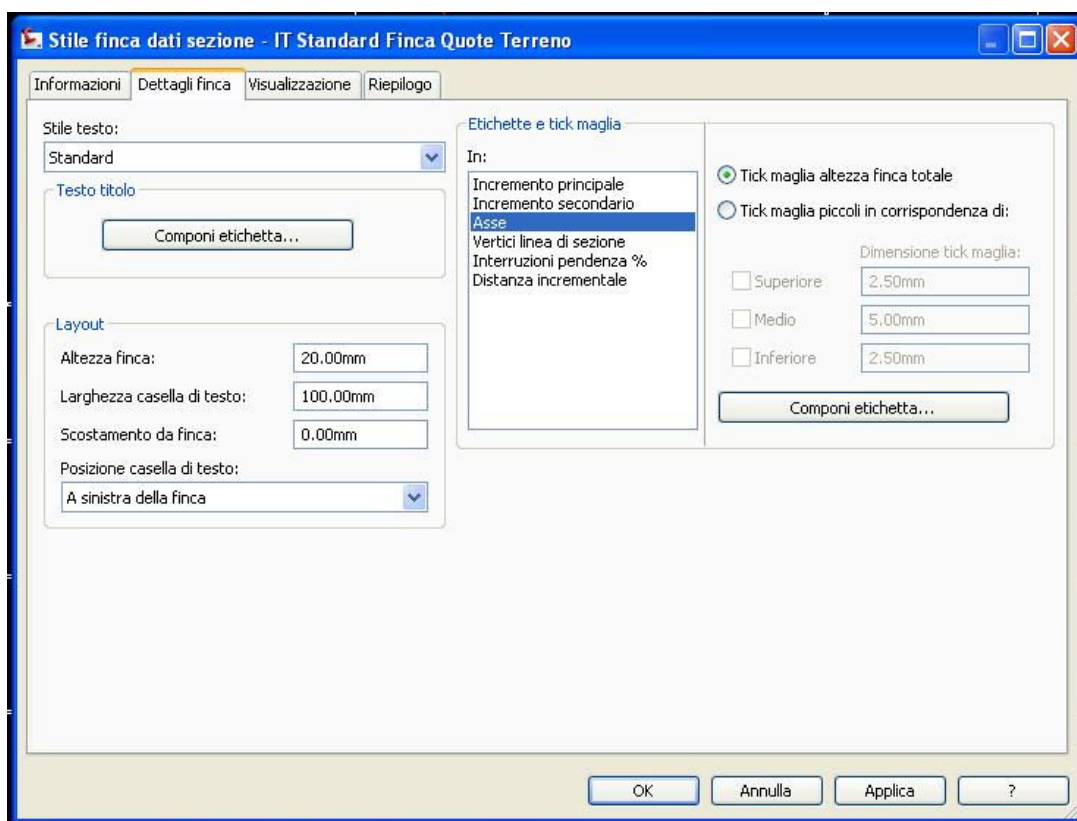 Stile finca dati sezione - IT Standard Finca Quote Terreno
Informazioni Dettagli finca Visualizzazione Riepilogo
Stile testo:
Standard
Testo titolo
Componi etichetta...
Layout
Altezza finca: 20.00mm
Larghezza casella di testo: 100.00mm
Scostamento da finca: 0.00mm
Posizione casella di testo:
A sinistra della finca
Etichette e tick maglia
In:
Incremento principale
Incremento secondario
Asse
Vertici linea di sezione
Interruzioni pendenza %
Distanza incrementale
Tick maglia altezza finca totale
Tick maglia piccoli in corrispondenza di:
Dimensione tick maglia:
Superiore 2.50mm
Medio 5.00mm
Inferiore 2.50mm
Componi etichetta...
OK Annulla Applica ?